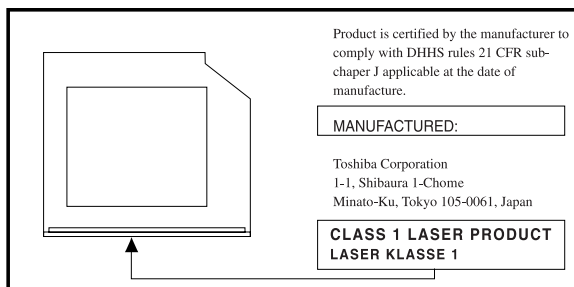 Product is certified by the manufacturer to
comply with DHHS rules 21 CFR sub-
chaper J applicable at the date of
manufacture.
MANUFACTURED:
Toshiba Corporation
1-1, Shibaura 1-Chome
Minato-Ku, Tokyo 105-0061, Japan
CLASS 1 LASER PRODUCT
LASER KLASSE 1